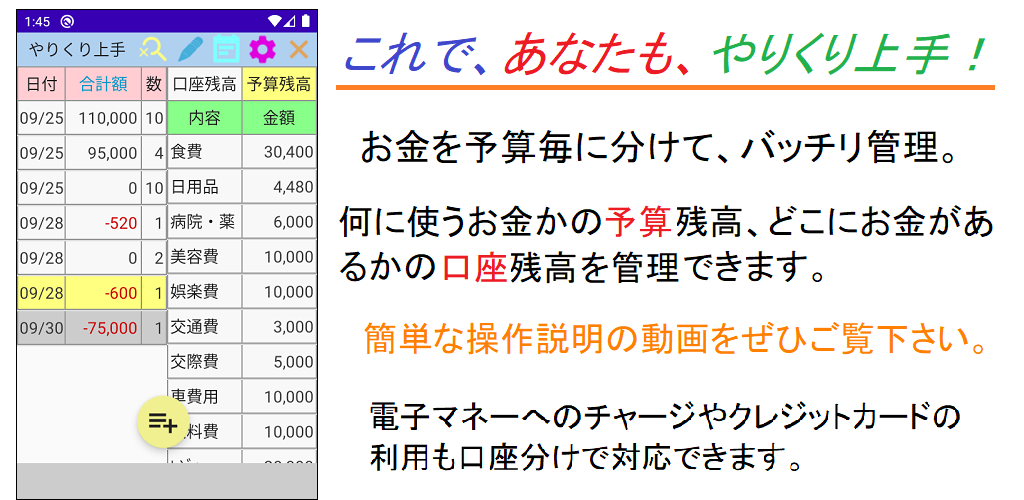 1:45
やりくり上手
日付 合計額 数 口座残高 予算残高
09/25 110,000 10 内容 金額
09/25 95,000 4 食費 30,400
09/25 0 10 日用品 4,480
09/28 -520 1 病院・薬 6,000
09/28 0 2 美容費 10,000
09/28 -600 1 娯楽費 10,000
09/30 -75,000 1 交通費 3,000
交際費 5,000
車費用 10,000
料費 10,000
これで、あなたも、やりくり上手！
お金を予算毎に分けて、バッチリ管理。
何に使うお金かの予算残高、どこにお金があ
るかの口座残高を管理できます。
簡単な操作説明の動画をぜひご覧下さい。
電子マネーへのチャージやクレジットカードの
利用も口座分けで対応できます。